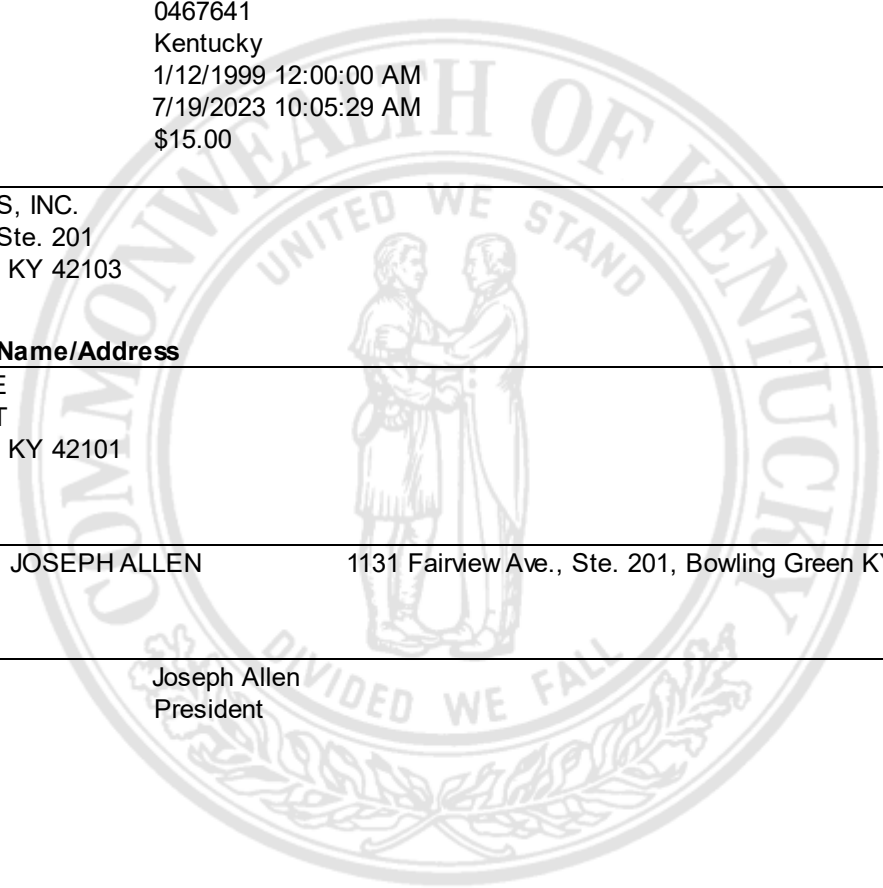 0467641
Kentucky
1/12/1999 12:00:00 AM
7/19/2023 10:05:29 AM
$15.00
S, INC.
Ste. 201
KY 42103
Name/Address
E
T
KY 42101
JOSEPH ALLEN 1131 Fairview Ave., Ste. 201, Bowling Green KY
Joseph Allen
President
COMMONWEALTH OF KENTUCKY
UNITED WE STAND
DIVIDED WE FALL